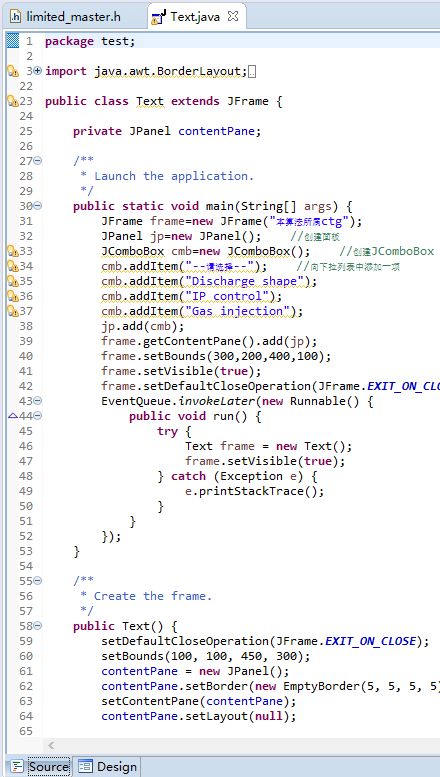 limited_master.h
Text.java
1 package test;
2
3 import java.awt.BorderLayout;
22
23 public class Text extends JFrame {
24
25 private JPanel contentPane;
26
27 /**
28 * Launch the application.
29 */
30 public static void main(String[] args) {
31 JFrame frame=new JFrame("本算法所属ctg");
32 JPanel jp=new JPanel(); //创建面板
33 JComboBox cmb=new JComboBox(); //创建JComboBox
34 cmb.addItem("--请选择--"); //向下拉列表中添加一项
35 cmb.addItem("Discharge shape");
36 cmb.addItem("IP control");
37 cmb.addItem("Gas injection");
38 jp.add(cmb);
39 frame.getContentPane().add(jp);
40 frame.setBounds(300,200,400,100);
41 frame.setVisible(true);
42 frame.setDefaultCloseOperation(JFrame.EXIT_ON_CLO
43 EventQueue.invokeLater(new Runnable() {
44 public void run() {
45 try {
46 Text frame = new Text();
47 frame.setVisible(true);
48 } catch (Exception e) {
49 e.printStackTrace();
50 }
51 }
52 });
53 }
54
55 /**
56 * Create the frame.
57 */
58 public Text() {
59 setDefaultCloseOperation(JFrame.EXIT_ON_CLOSE);
60 setBounds(100, 100, 450, 300);
61 contentPane = new JPanel();
62 contentPane.setBorder(new EmptyBorder(5, 5, 5, 5)
63 setContentPane(contentPane);
64 contentPane.setLayout(null);
65
Source Design